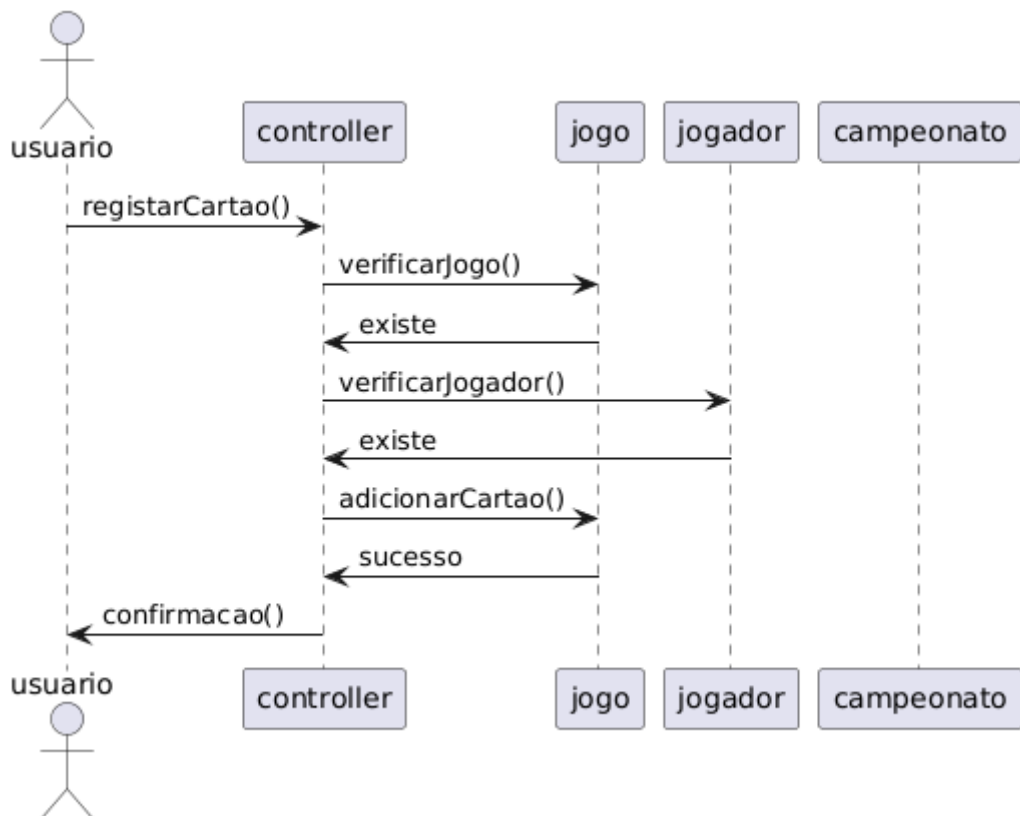 usuario
controller
jogo
jogador
campeonato
registarCartao()
verificarJogo()
existe
verificarJogador()
existe
adicionarCartao()
sucesso
confirmacao()
usuario
controller
jogo
jogador
campeonato